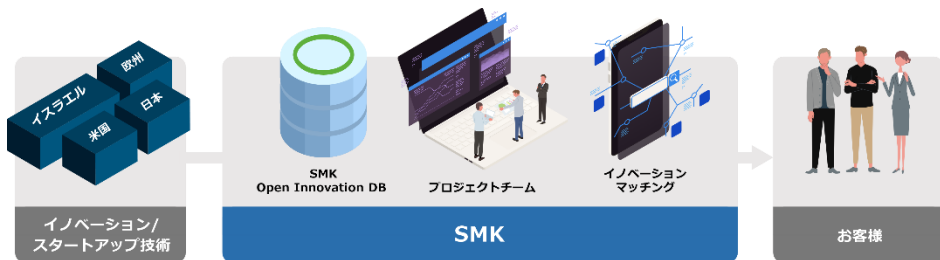 欧州
イスラエル
日本
米国
イノベーション/
スタートアップ技術
SMK
Open Innovation DB
プロジェクトチーム
イノベーション
マッチング
SMK
お客様